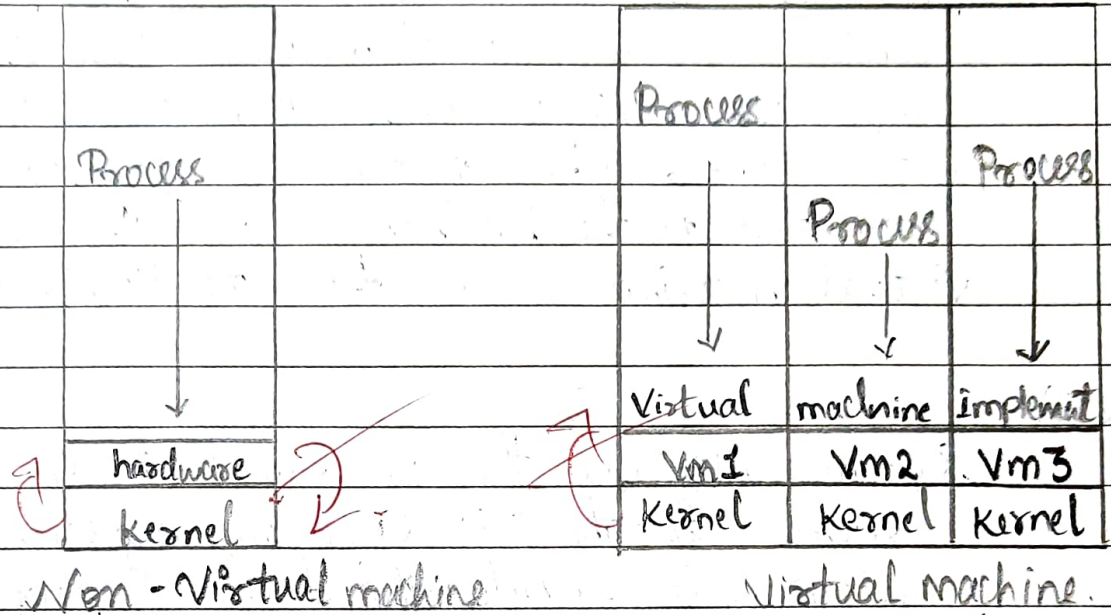 Process
Process
Process
Process
Virtual machine implemut
hardware Vm1 Vm2 Vm3
Kernel Kernel Kernel Kernel
Non-Virtual machine Virtual machine.